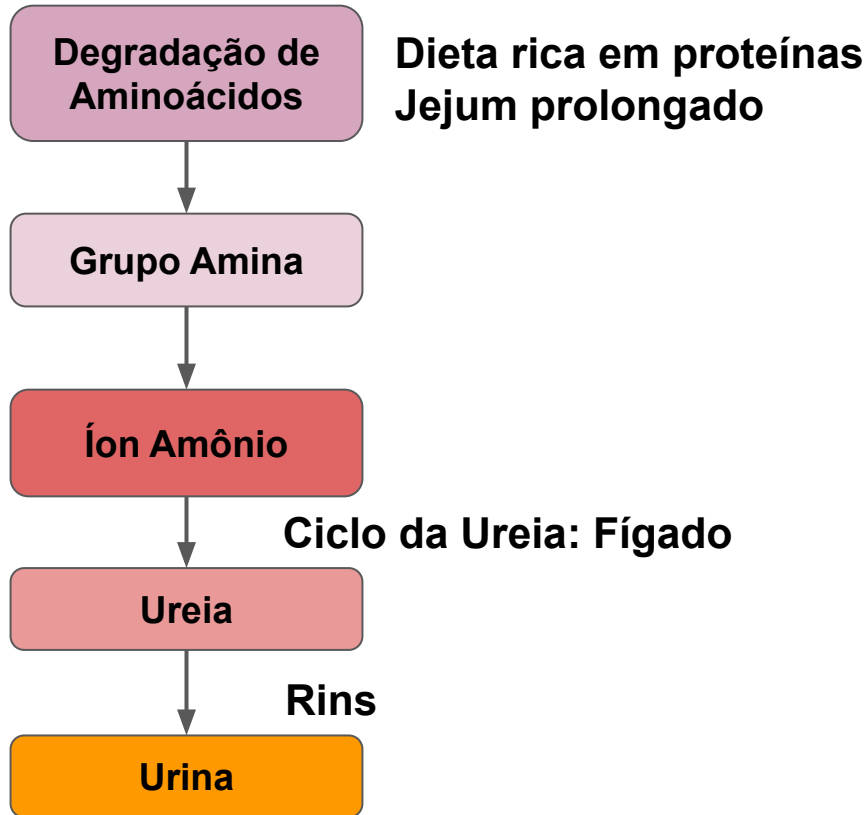 Degradação de
Aminoácidos
Dieta rica em proteínas
Jejum prolongado
Grupo Amina
Íon Amônio
Ciclo da Ureia: Fígado
Ureia
Rins
Urina